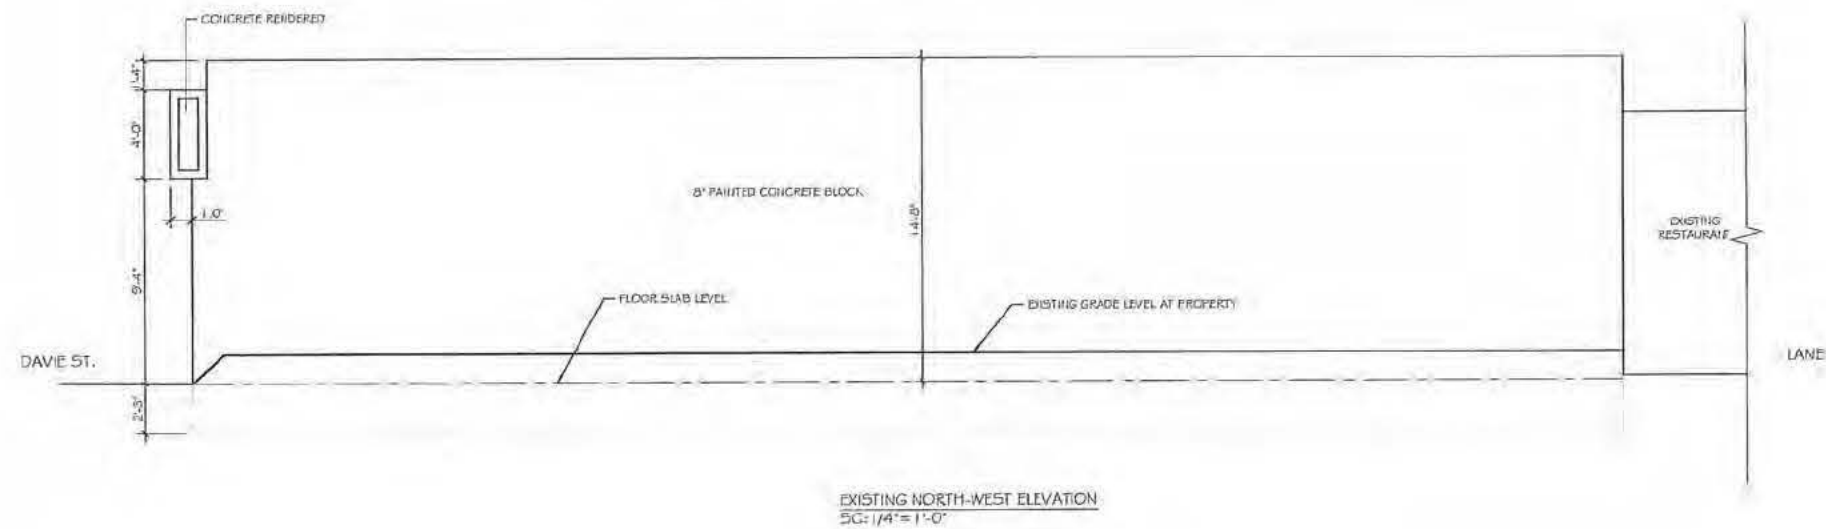 CONCRETE RENDERED
1'-4"
4'-0"
1'.0"
8" PAINTED CONCRETE BLOCK
14'-8"
EXISTING
RESTAURANT
9'-4"
FLOOR SLAB LEVEL
EXISTING GRADE LEVEL AT PROPERTY
DAVIE ST.
LANE
2'-3"
EXISTING NORTH-WEST ELEVATION
SC: 1/4" = 1'-0"